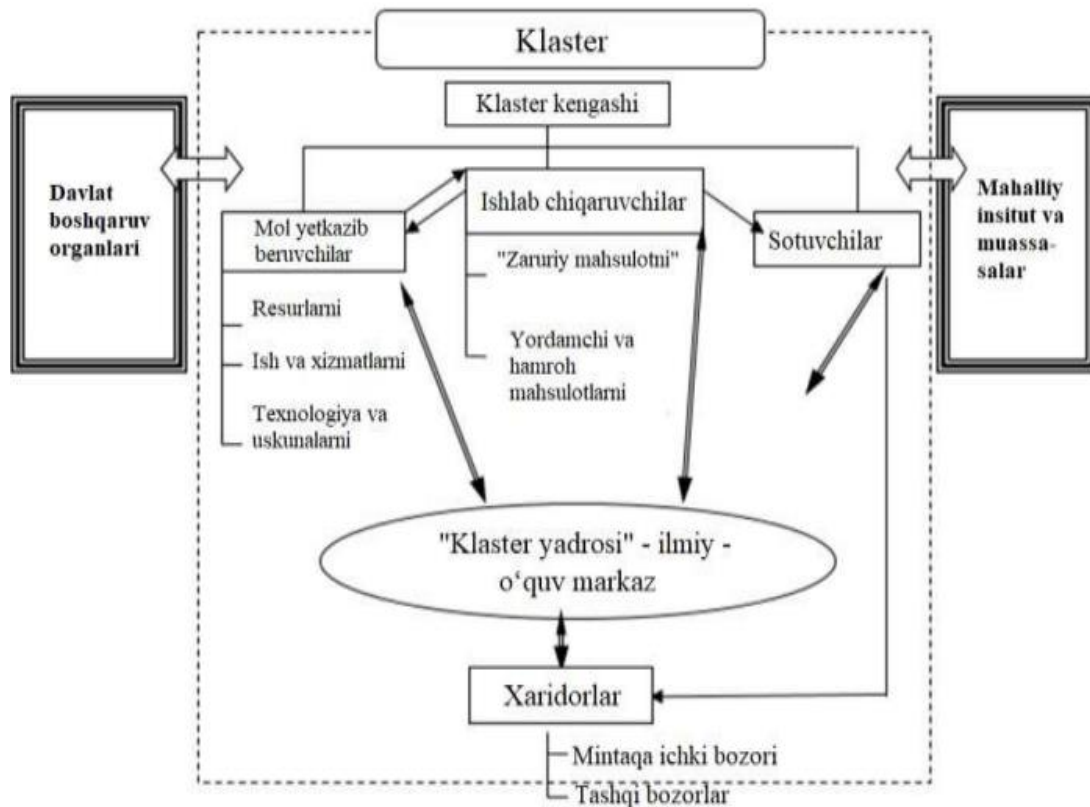 Klaster
Klaster kengashi
Davlat
boshqaruv
organlari
Mol yetkazib
beruvchilar
Resurlarni
Ish va xizmatlarni
Texnologiya va
uskunalarni
Ishlab chiqaruvchilar
"Zaruriy mahsulotni"
Yordamchi va
hamroh
mahsulotlarni
Sotuvchilar
Mahalliy
insitut va
muassa-
salar
"Klaster yadrosi" - ilmiy -
o‘quv markaz
Xaridorlar
Mintaqa ichki bozori
Tashqi bozorlar